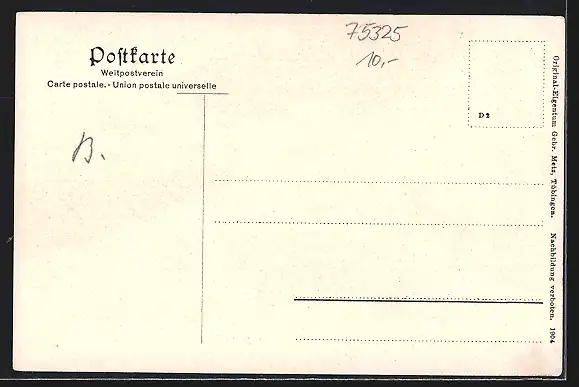 75325
10,-
Postkarte
Weltpostverein
Carte postale. - Union postale universelle
B.
D 2
Original-Eigentum Gebr. Metz, Tübingen. Nachbildung verboten. 1904